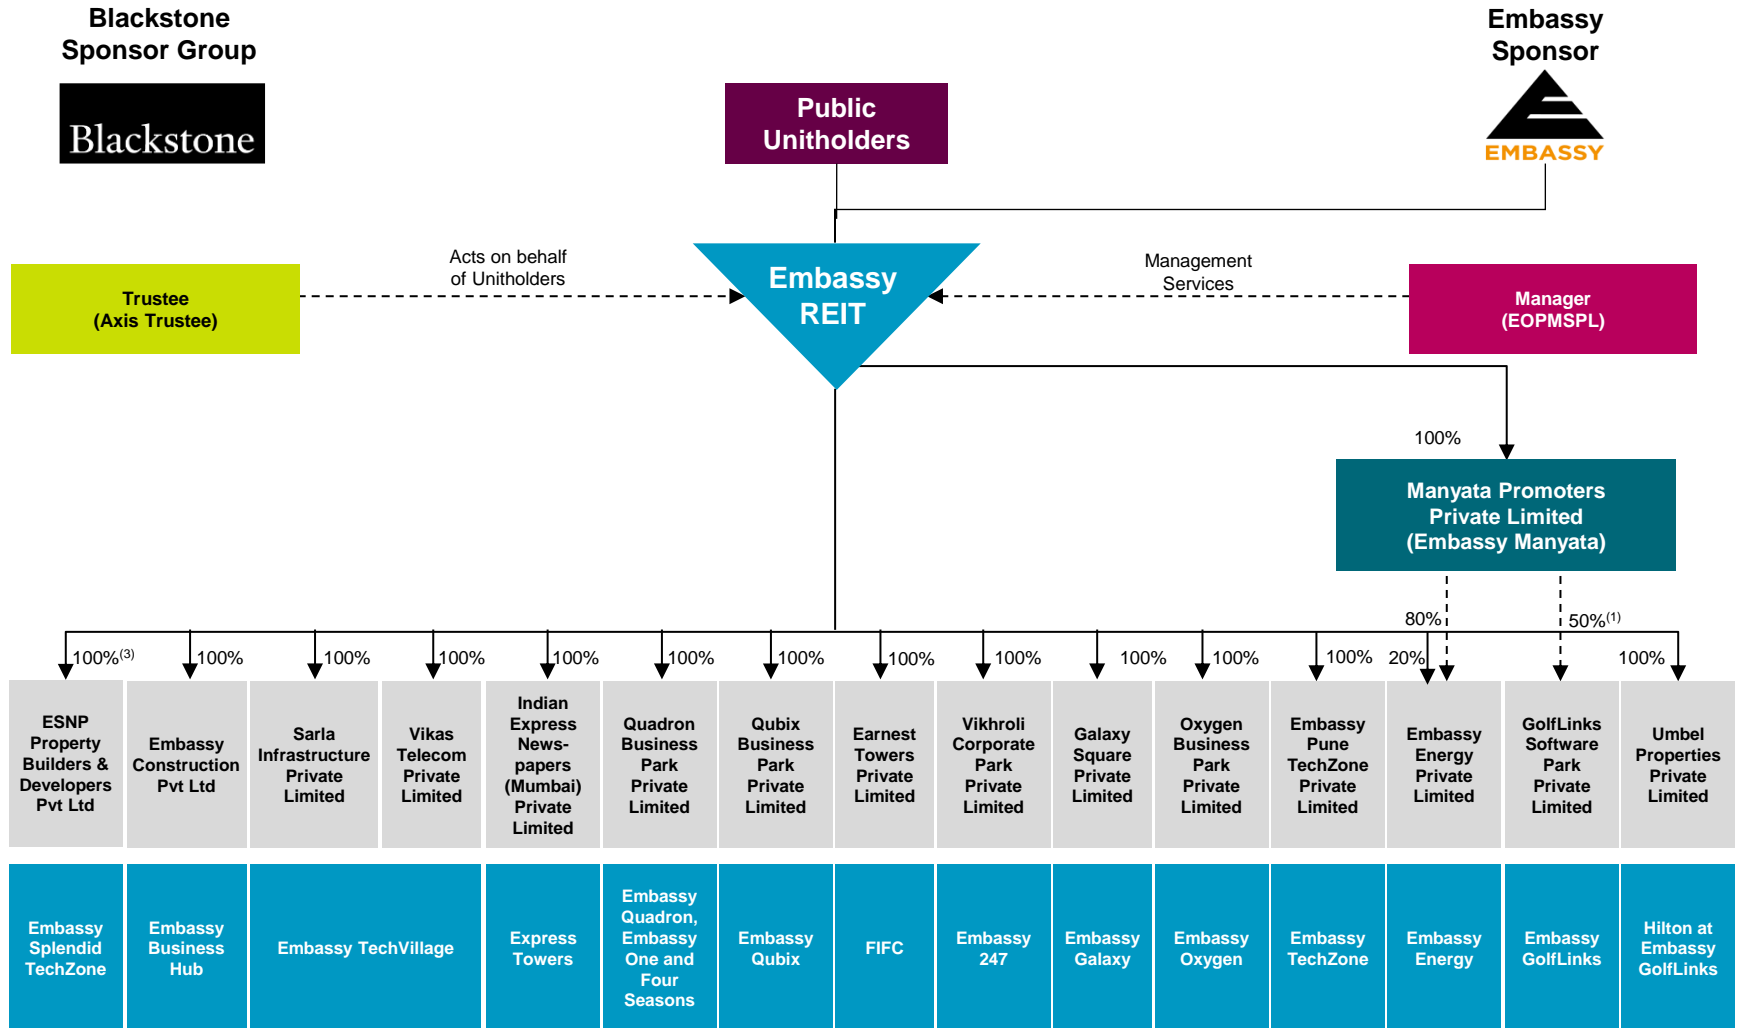 Blackstone
Sponsor Group
Blackstone
Public
Unitholders
Embassy
Sponsor
EMBASSY
Trustee
(Axis Trustee)
Acts on behalf
of Unitholders
Embassy
REIT
Management
Services
Manager
(EOPMSPL)
100%
Manyata Promoters
Private Limited
(Embassy Manyata)
80%
50%(1)
100%(3)
100%
100%
100%
100%
100%
100%
100%
100%
100%
100%
100%
20%
100%
ESNP
Property
Builders &
Developers
Pvt Ltd
Embassy
Construction
Pvt Ltd
Sarla
Infrastructure
Private
Limited
Vikas
Telecom
Private
Limited
Indian
Express
News-
papers
(Mumbai)
Private
Limited
Quadron
Business
Park
Private
Limited
Qubix
Business
Park
Private
Limited
Earnest
Towers
Private
Limited
Vikhroli
Corporate
Park
Private
Limited
Galaxy
Square
Private
Limited
Oxygen
Business
Park
Private
Limited
Embassy
Pune
TechZone
Private
Limited
Embassy
Energy
Private
Limited
GolfLinks
Software
Park
Private
Limited
Umbel
Properties
Private
Limited
Embassy
Splendid
TechZone
Embassy
Business
Hub
Embassy TechVillage
Express
Towers
Embassy
Quadron,
Embassy
One and
Four
Seasons
Embassy
Qubix
FIFC
Embassy
247
Embassy
Galaxy
Embassy
Oxygen
Embassy
TechZone
Embassy
Energy
Embassy
GolfLinks
Hilton at
Embassy
GolfLinks